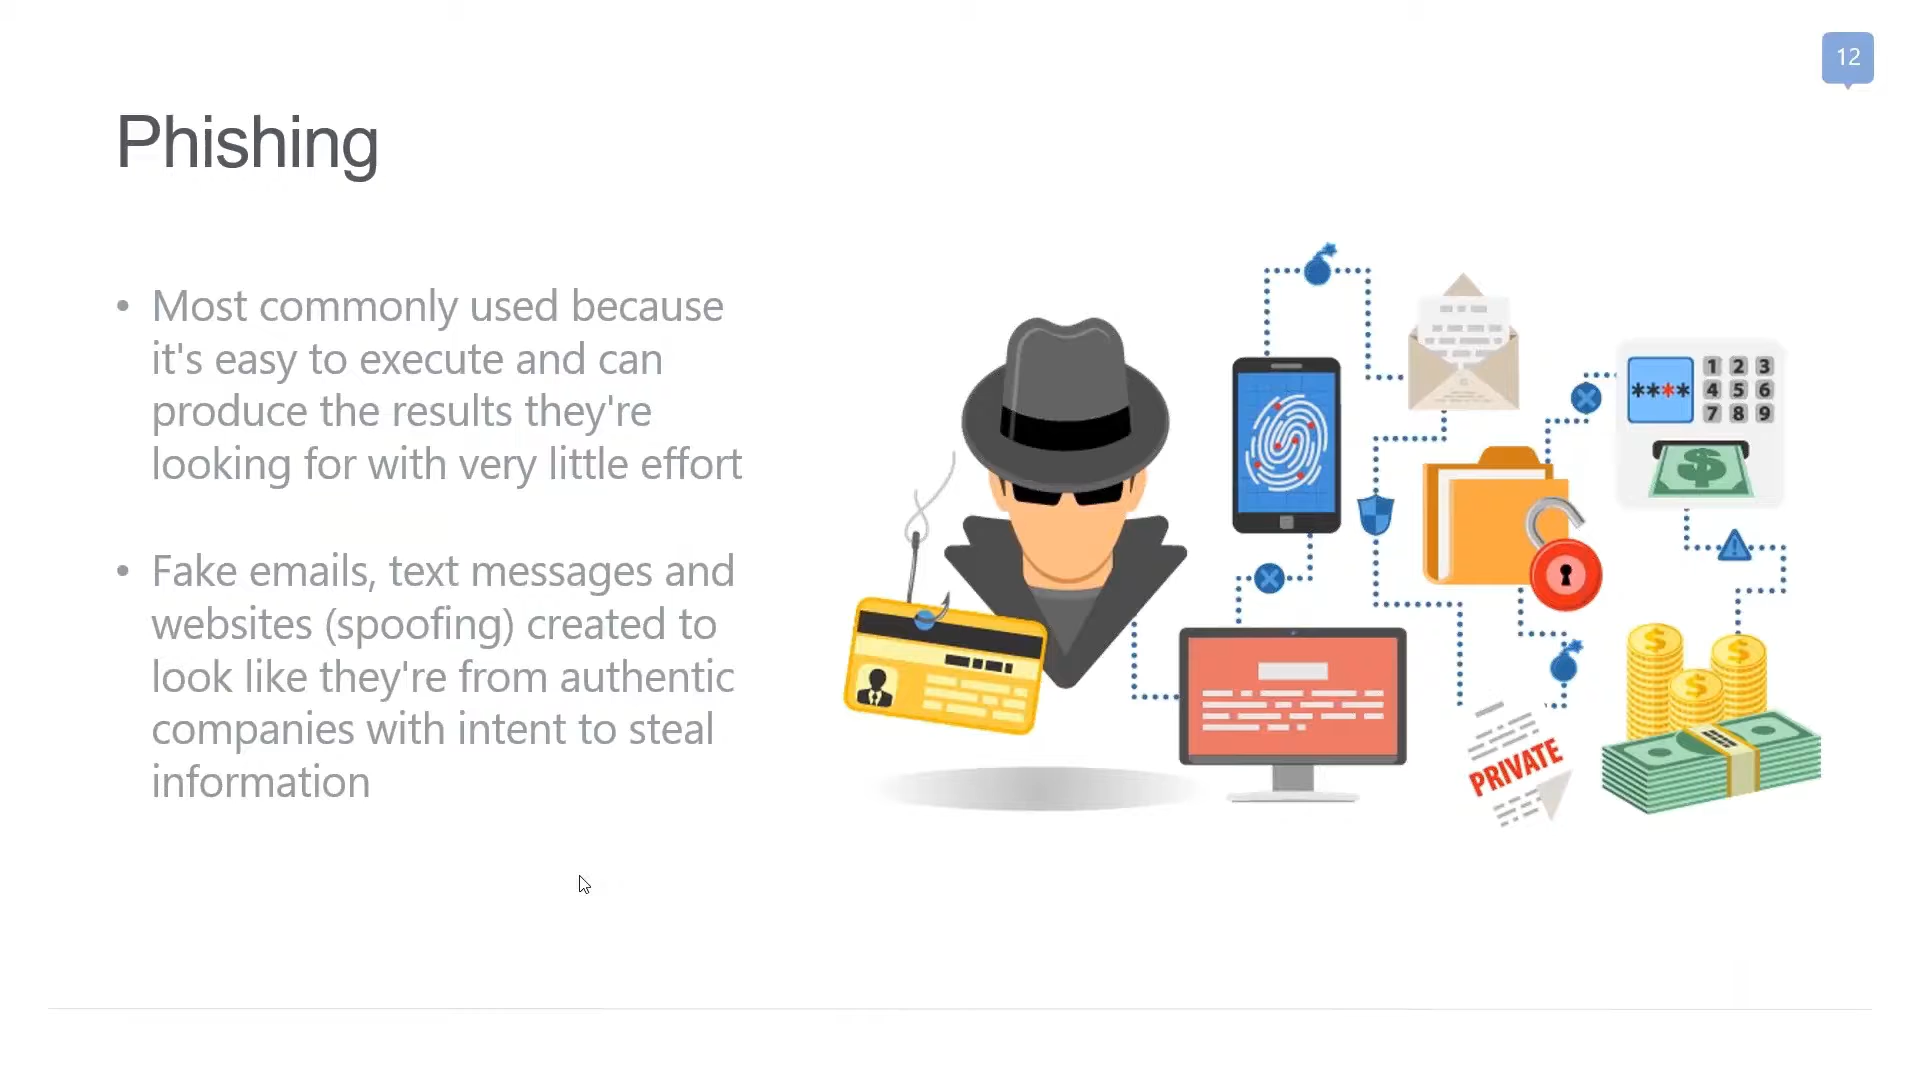 12
Phishing
• Most commonly used because
it's easy to execute and can
produce the results they're
looking for with very little effort
• Fake emails, text messages and
websites (spoofing) created to
look like they're from authentic
companies with intent to steal
information
1 2 3
**** 4 5 6
7 8 9
$
$ $
$
PRIVATE